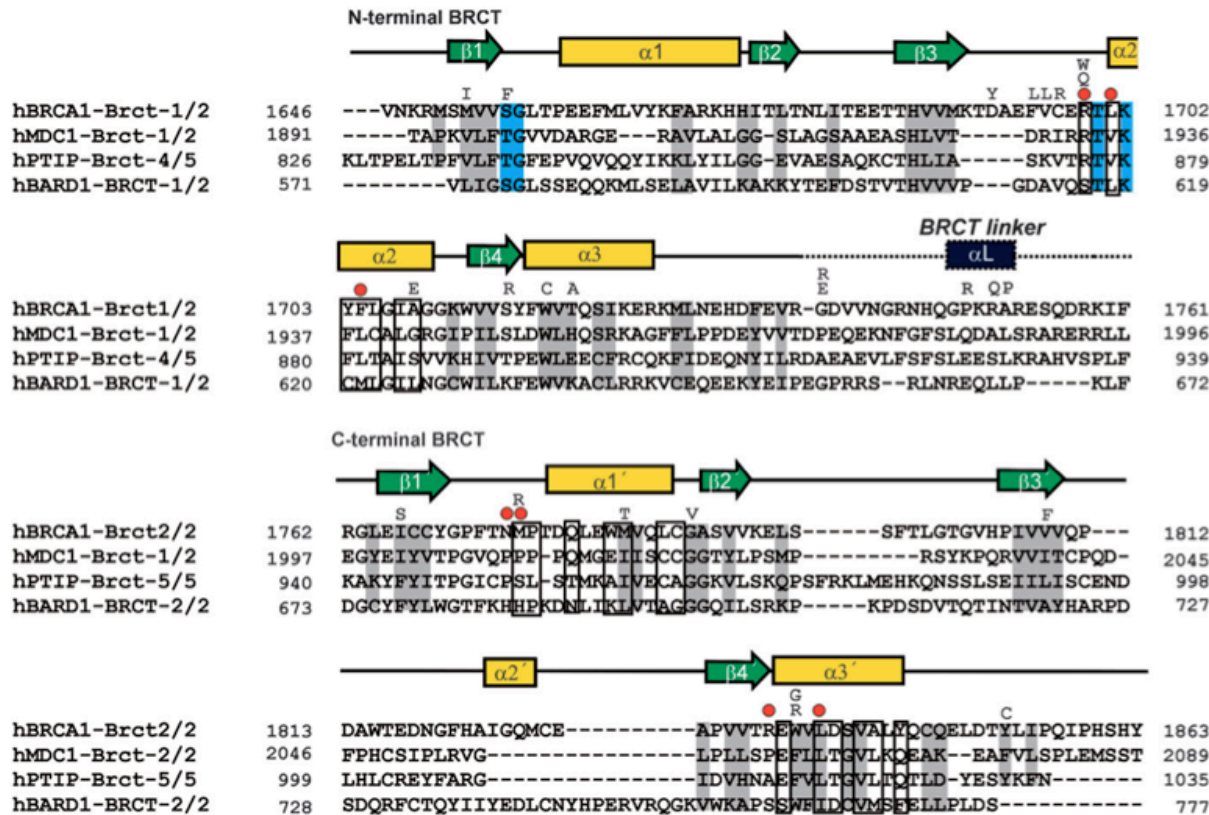 N-terminal BRCT
β1 α1 β2 β3 α2
W
Q
I F Y LLR
hBRCA1-Brct-1/2 1646 ----VNKRMSMVVSGLTPEEFMLVYKFARKHHITLTNLITEETTHVVMKTDAEFVCERTLK 1702
hMDC1-Brct-1/2 1891 -----TAPKVLFTGVVDARGE--RAVLALGG-SLAGSAAEASHLVT-----DRIRRTVK 1936
hPTIP-Brct-4/5 826 KLTPELTPFVLFTGFEPVQVQQYIKKLYILGG-EVAESAQKCTHLIA-----SKVTRTVK 879
hBARD1-BRCT-1/2 571 -------VLIGSGLSSEQQKMLSELAVILKAKKYTEFDSTVTHVVVP---GDAVQSTLK 619
BRCT linker
α2 β4 α3 αL
R
E R C A E R QP
hBRCA1-Brct1/2 1703 YFLGIAGGKWVVSYFWVTQSIKERKMLNEHDFEVR-GDVVNGRNHQGPKRARESQDRKIF 1761
hMDC1-Brct-1/2 1937 FLCALGRGIPILSLDWLHQSRKAGFFLPPDEYVVTDPEQEKNFGFSLQDALSRARERRLL 1996
hPTIP-Brct-4/5 880 FLTAISVVKHIVTPEWLEECFRCQKFIDEQNYILRDAEAEVLFSFSLEESLKRAHVSPLF 939
hBARD1-BRCT-1/2 620 CMLGILNGCWILKFEWVKACLRRKVCEQEEKYEIPEGPRRS--RLNREQLLP----KLF 672
C-terminal BRCT
β1 α1´ β2´ β3´
R
S T V F
hBRCA1-Brct2/2 1762 RGLEICCYGPFTNMPTDQLEWMVQLCGASVVKELS-----SFTLGTGVHPIVVVQP--- 1812
hMDC1-Brct-1/2 1997 EGYEIYVTPGVQPPPP-PQMGEIISCCGGTYLPSMP-----RSYKPQRVVITCPQD- 2045
hPTIP-Brct-5/5 940 KAKYFYITPGICPSL-STMKAIVECAGGKVLSKQPSFRKLMEHKQNSSLSEIILISCEND 998
hBARD1-BRCT-2/2 673 DGCYFYLWGTFKHHPKDNLIKLVTAGGGQILSRKP-----KPDSDVTQTINTVAYHARPD 727
α2´ β4 α3´
G
R C
hBRCA1-Brct2/2 1813 DAWTEDNGFHAIGQMCE----------APVVTREWVLDSVALYQCQELDTYLIPQIPHSHY 1863
hMDC1-Brct-2/2 2046 FPHCSIPLRVG----------------LPLLSPEFLLTGVLKQEAK--EAFVLSPLEMSST 2089
hPTIP-Brct-5/5 999 LHLCREYFARG----------------IDVHNAEFVLTGVLTQTLD--YESYKFN------ 1035
hBARD1-BRCT-2/2 728 SDQRFCTQYIIYEDLCNYHPERVRQGKVWKAPSSWFIDCVMSFELLPLDS----------- 777